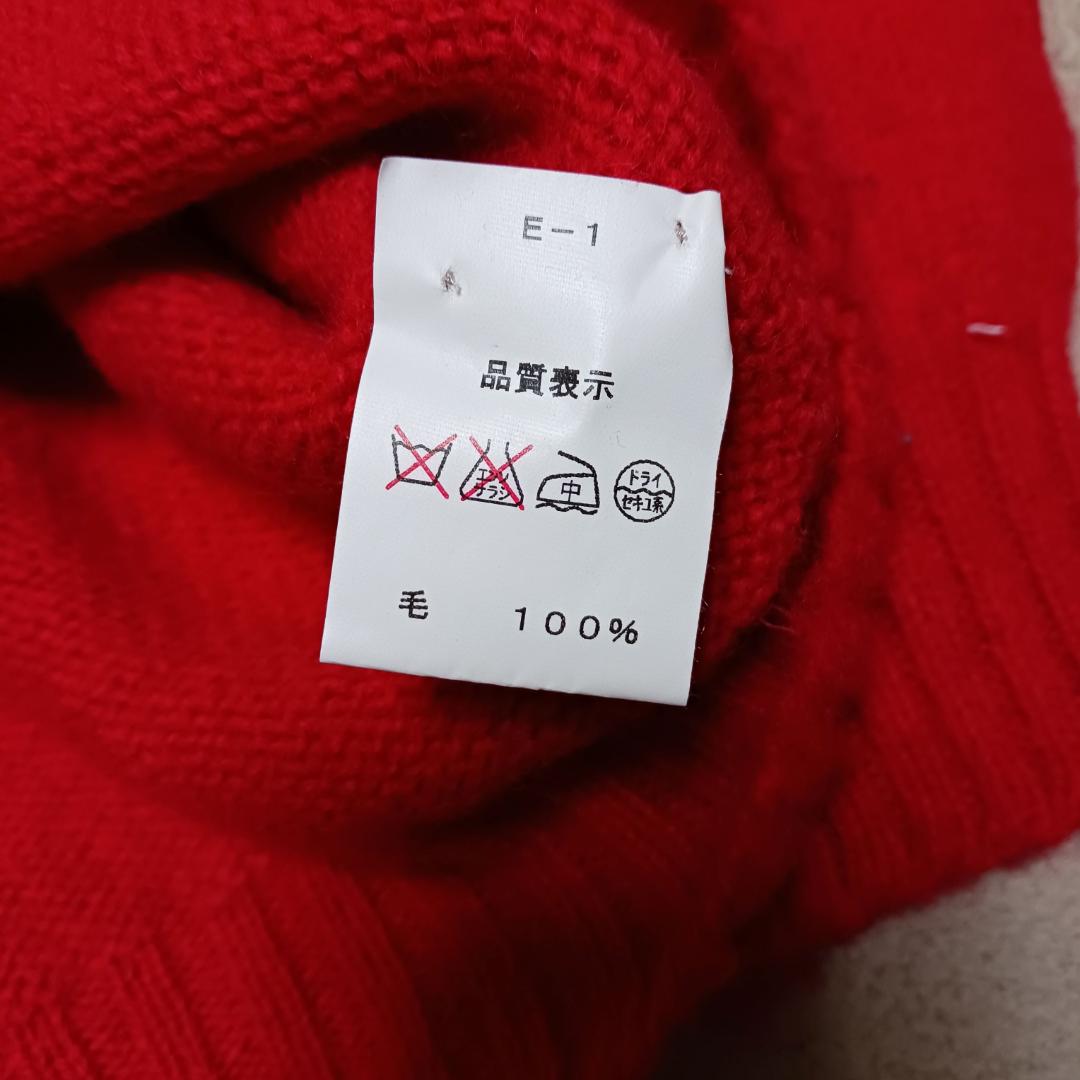 E-1
品質表示
エンソ
サラシ
中
ドライ
セキユ系
毛 100%